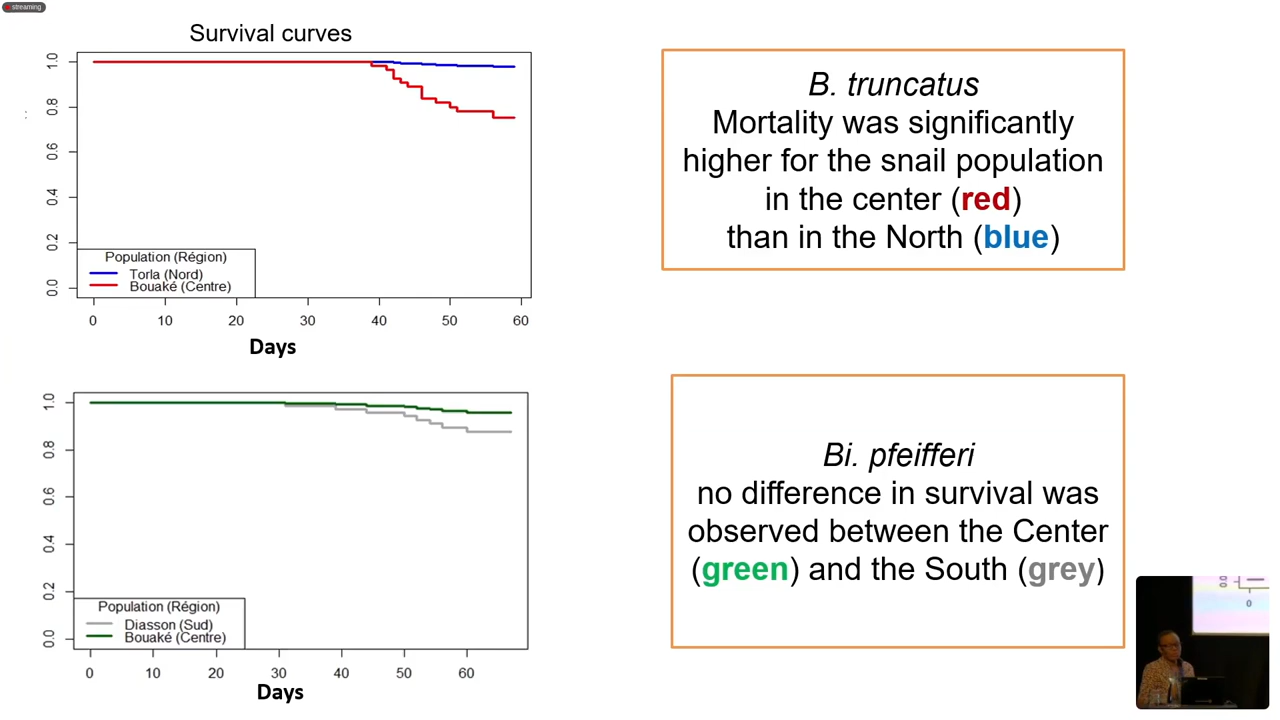 streaming
Survival curves
1.0
0.8
0.6
0.4
0.2
0.0
Population (Région)
Torla (Nord)
Bouaké (Centre)
0 10 20 30 40 50 60
Days
B. truncatus
Mortality was significantly
higher for the snail population
in the center (red)
than in the North (blue)
1.0
0.8
0.6
0.4
0.2
0.0
Population (Région)
Diasson (Sud)
Bouaké (Centre)
0 10 20 30 40 50 60
Days
Bi. pfeifferi
no difference in survival was
observed between the Center
(green) and the South (grey)
0.0
0